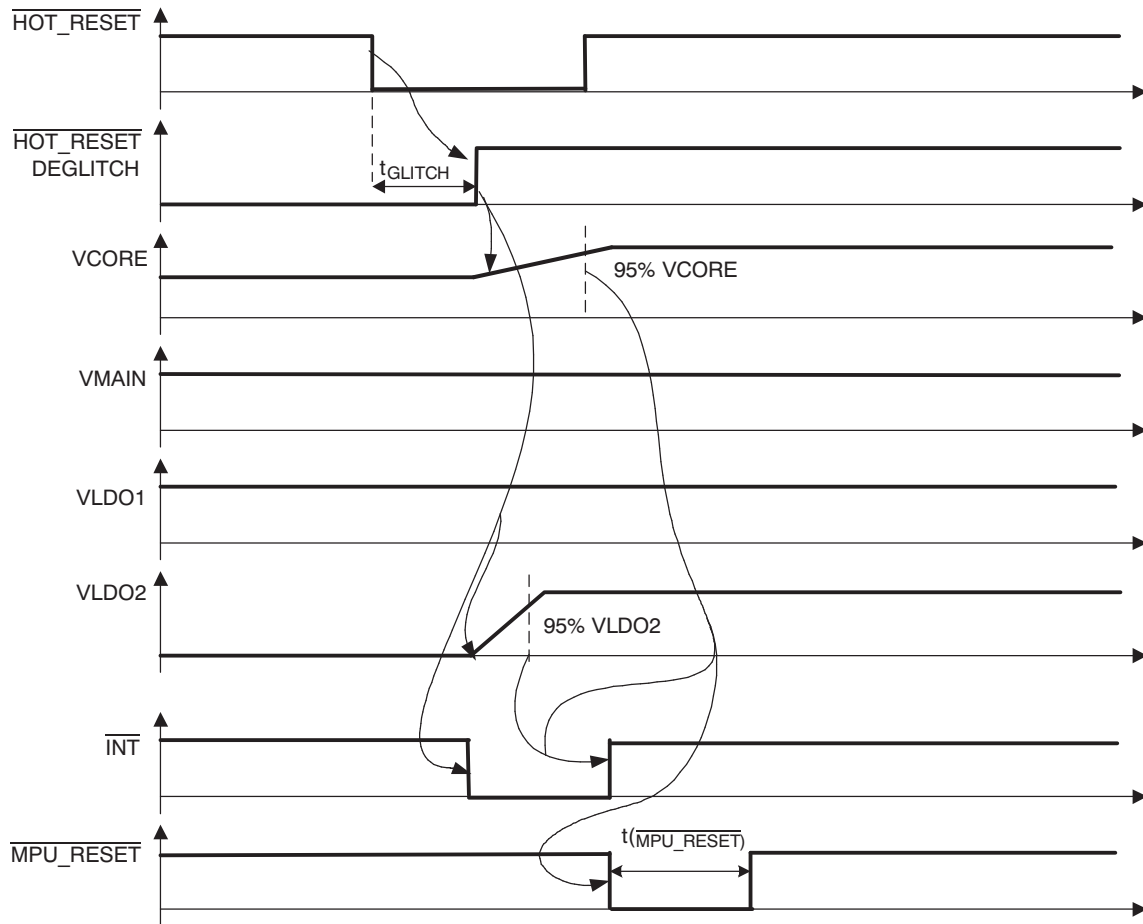 HOT_RESET
HOT_RESET
DEGLITCH
tGLITCH
VCORE
95% VCORE
VMAIN
VLDO1
VLDO2
95% VLDO2
INT
MPU_RESET
t(MPU_RESET)